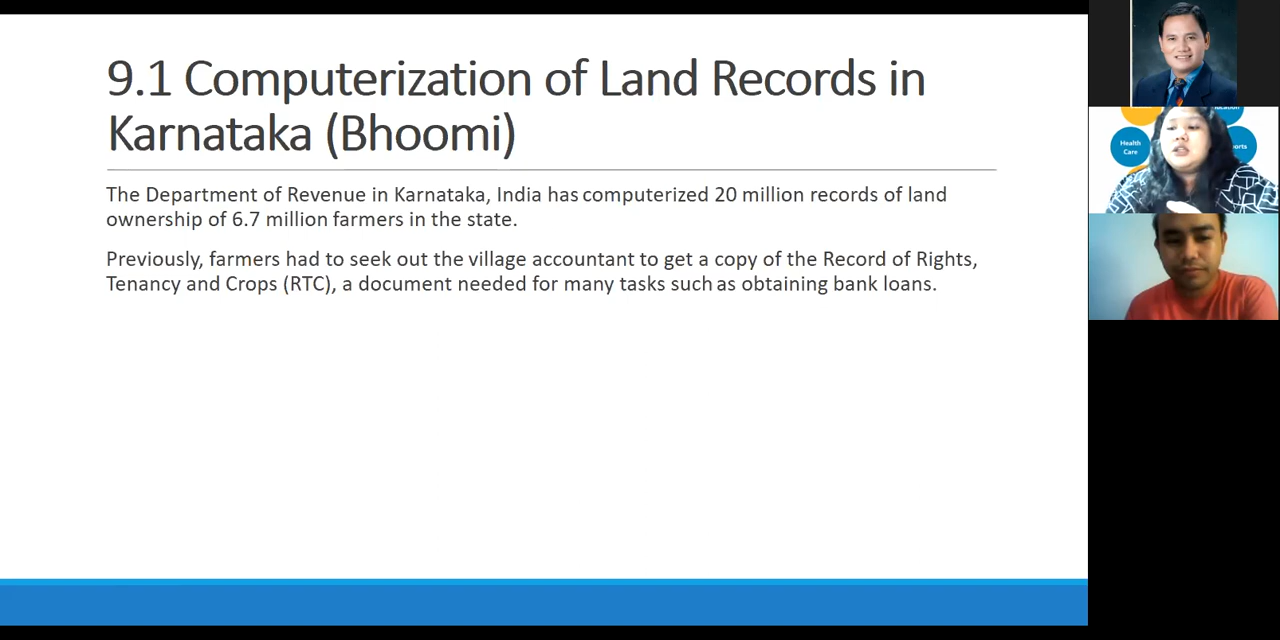 9.1 Computerization of Land Records in
Karnataka (Bhoomi)
The Department of Revenue in Karnataka, India has computerized 20 million records of land
ownership of 6.7 million farmers in the state.
Previously, farmers had to seek out the village accountant to get a copy of the Record of Rights,
Tenancy and Crops (RTC), a document needed for many tasks such as obtaining bank loans.
Health
Care